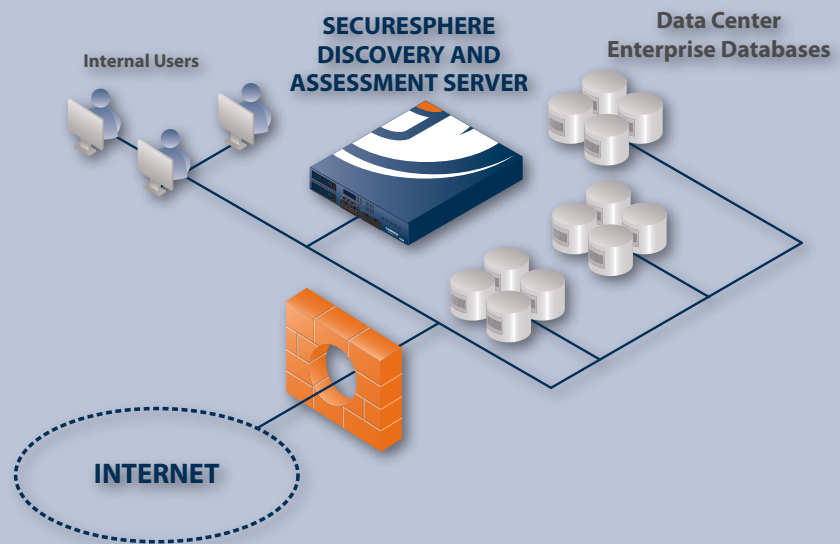 SECURESPHERE
DISCOVERY AND
ASSESSMENT SERVER
Data Center
Enterprise Databases
Internal Users
INTERNET